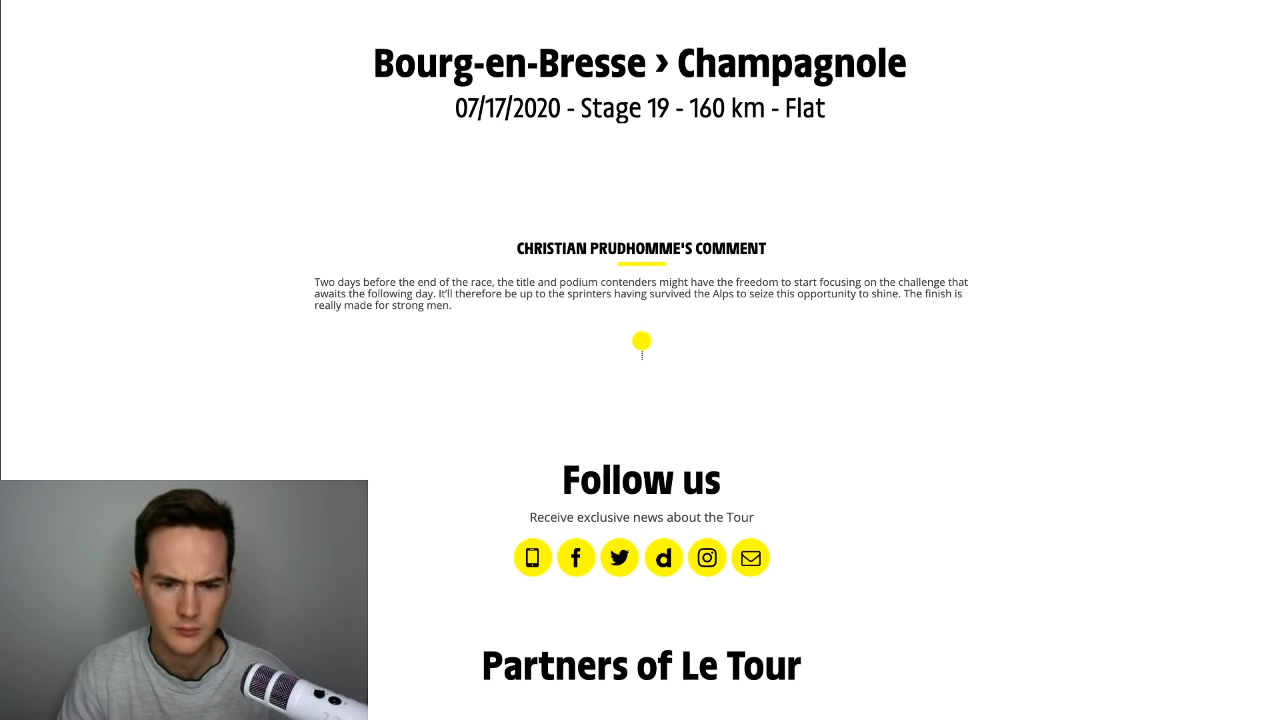 Bourg-en-Bresse › Champagnole
07/17/2020 - Stage 19 - 160 km - Flat
CHRISTIAN PRUDHOMME'S COMMENT
Two days before the end of the race, the title and podium contenders might have the freedom to start focusing on the challenge that
awaits the following day. It'll therefore be up to the sprinters having survived the Alps to seize this opportunity to shine. The finish is
really made for strong men.
Follow us
Receive exclusive news about the Tour
Partners of Le Tour